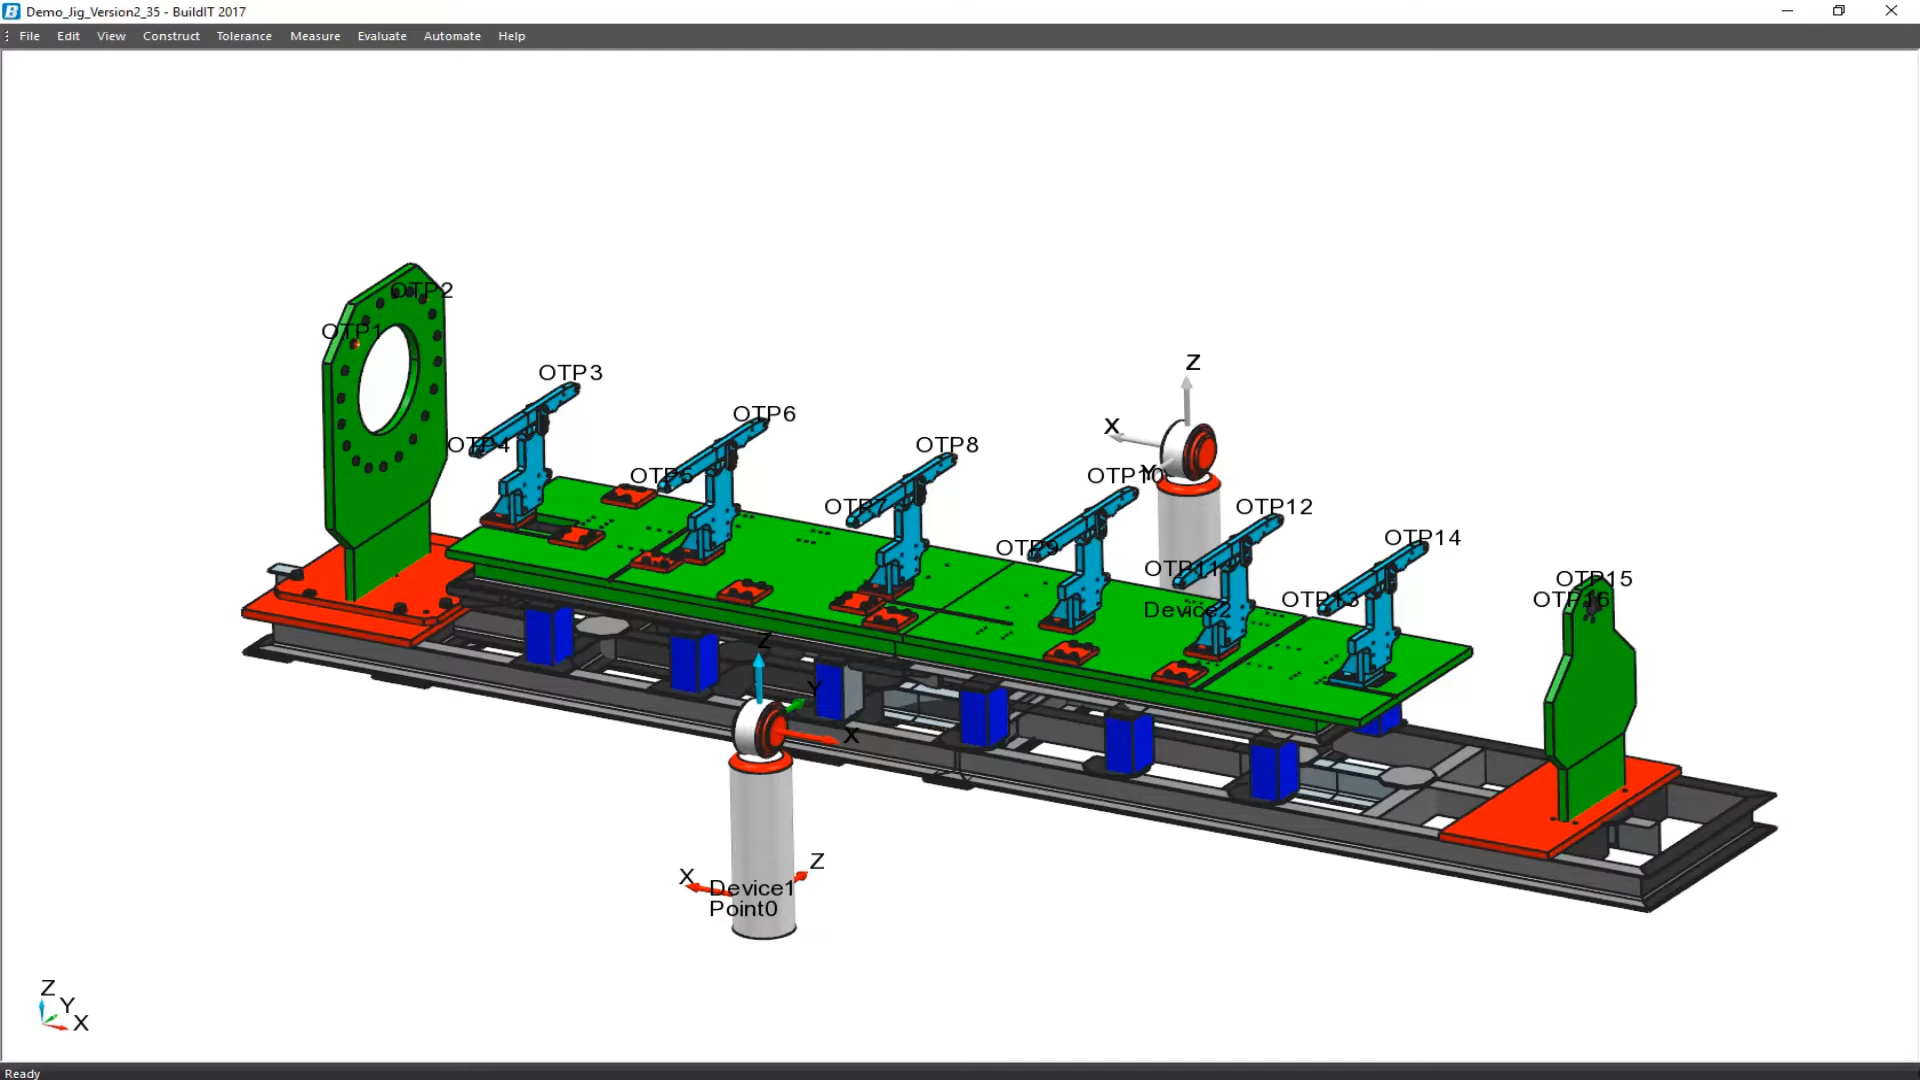 Demo_Jig_Version2_35 - BuildIT 2017
File Edit View Construct Tolerance Measure Evaluate Automate Help
OTP2
OTP1
Z
OTP3
OTP6
X
OTP4
OTP8
OTP5
OTP10
Y
OTP7
OTP12
OTP14
OTP9
OTP11
OTP15
OTP13
OTP16
Device2
Z
Y
X
Z
X
Device1
Point0
Z
Y
X
Ready